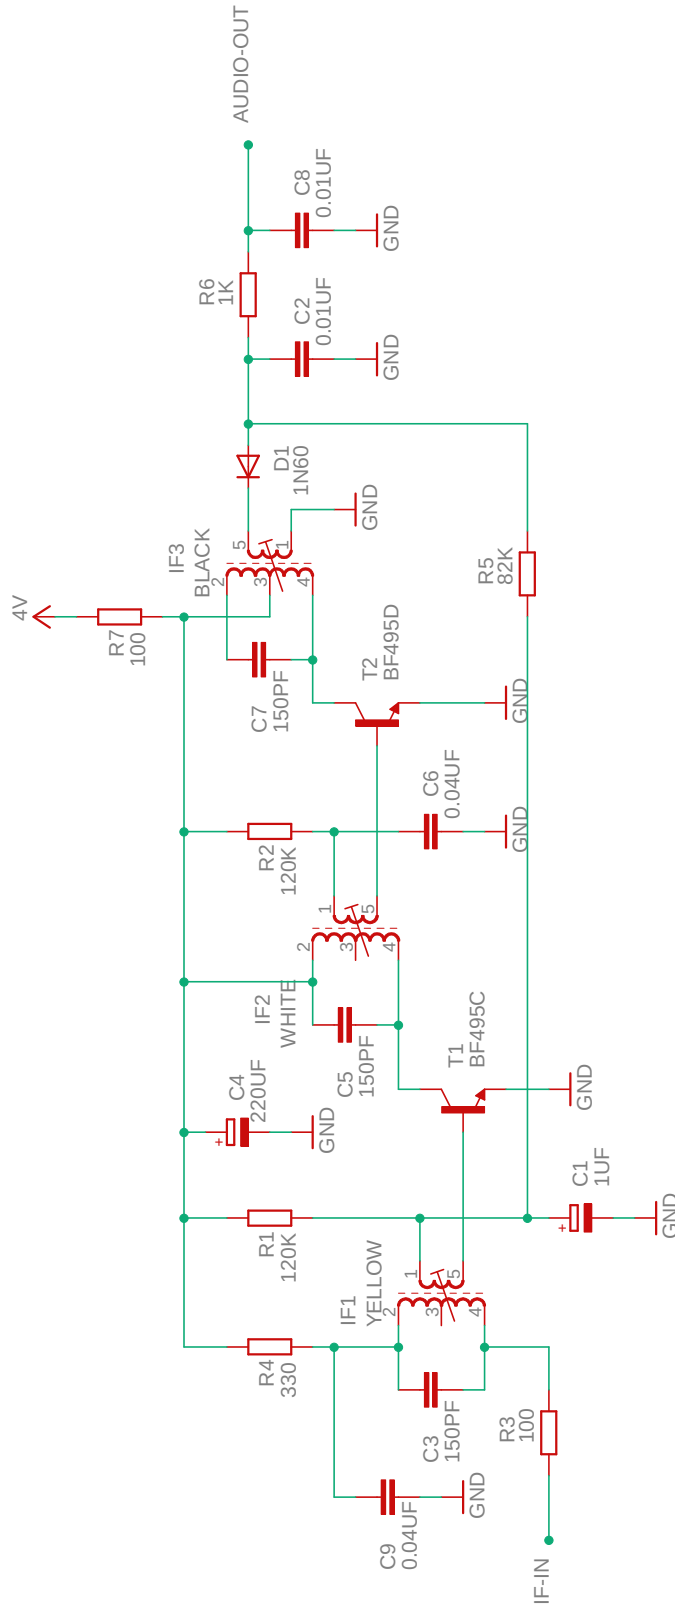 AUDIO-OUT
C8
0.01UF
GND
R6
1K
C2
0.01UF
GND
D1
1N60
GND
IF3
BLACK
5
1
2
3
4
4V
R7
100
C7
150PF
T2
BF495D
GND
R5
82K
R2
120K
C6
0.04UF
GND
1
5
2
3
4
IF2
WHITE
C5
150PF
T1
BF495C
GND
C4
220UF
+
GND
C1
1UF
+
GND
R1
120K
IF1
YELLOW
1
5
2
3
4
R4
330
C3
150PF
R3
100
C9
0.04UF
GND
IF-IN